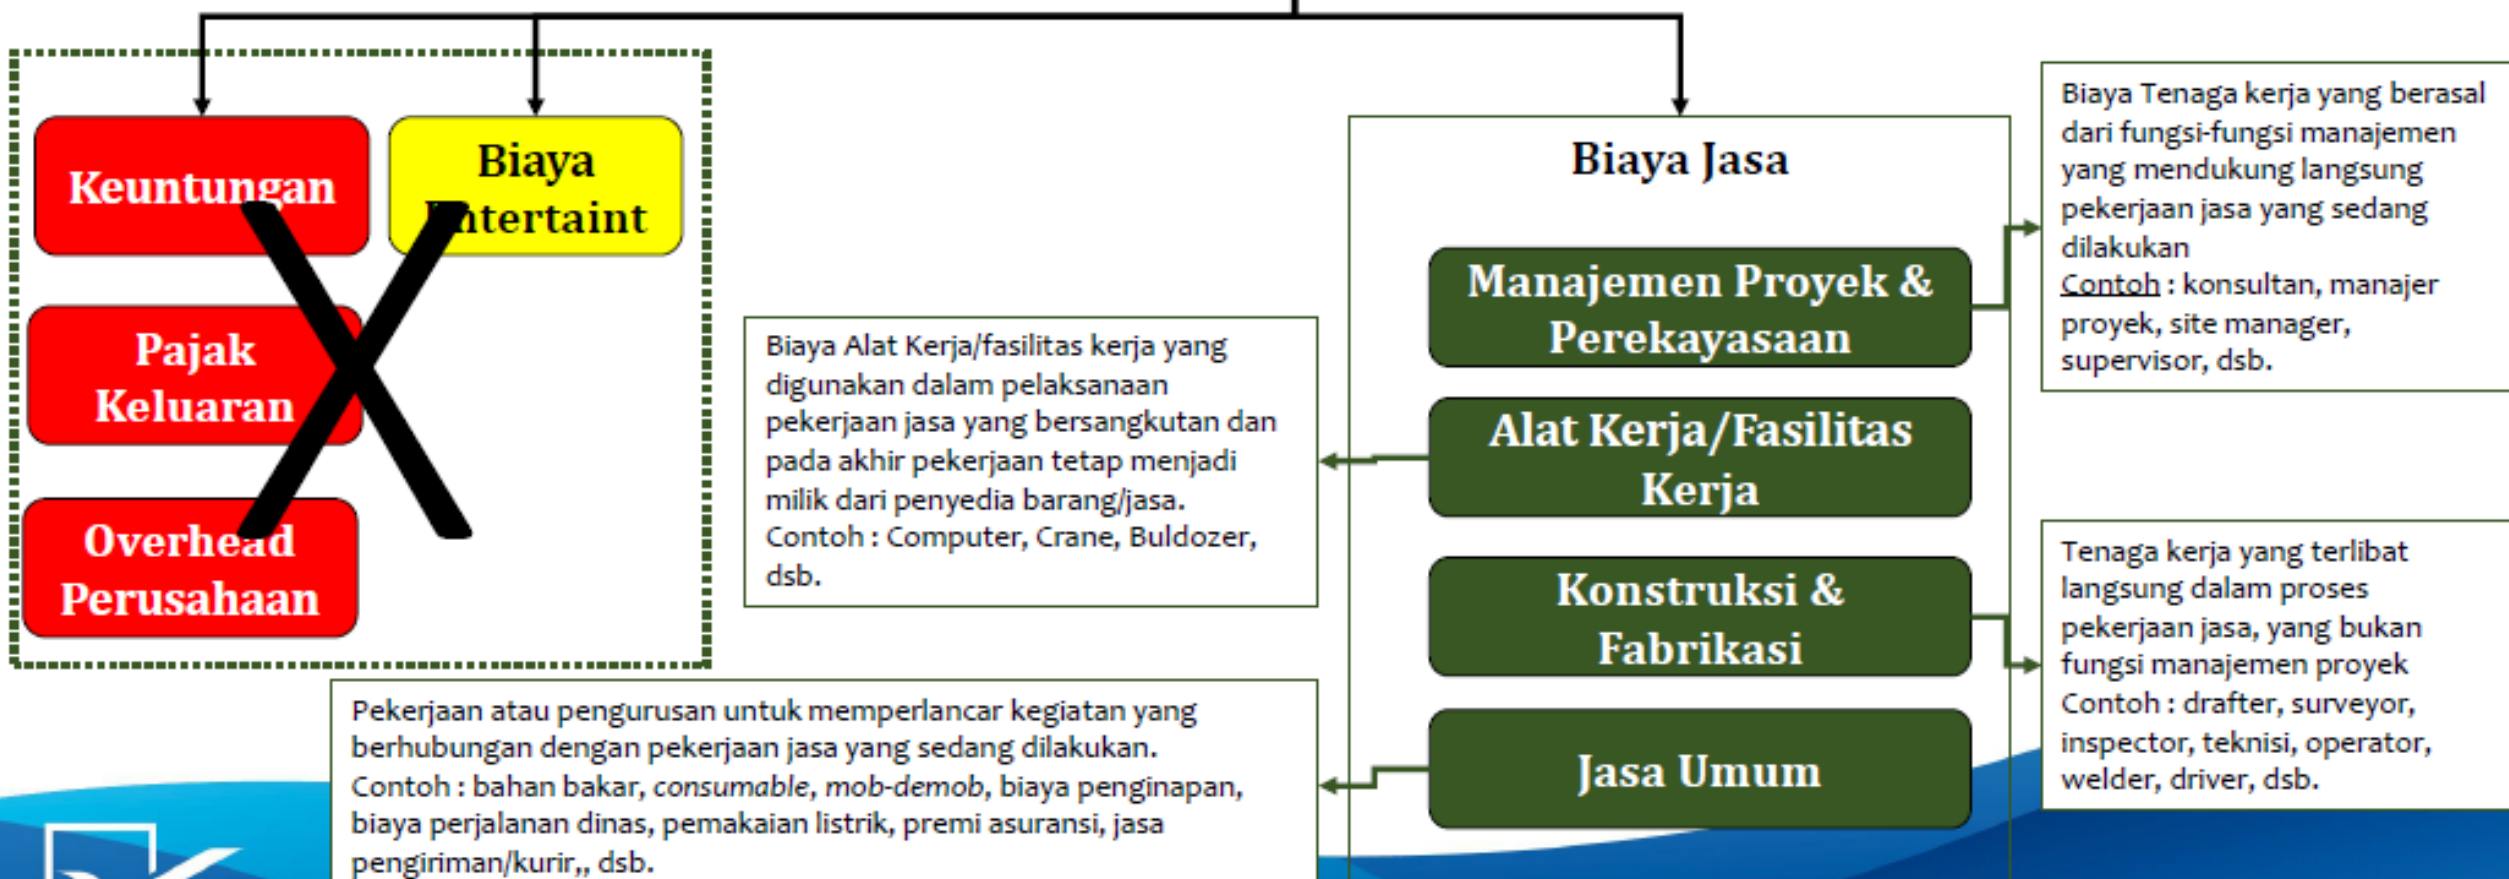 Keuntungan
Biaya
Entertaint
Pajak
Keluaran
Overhead
Perusahaan
Biaya Jasa
Manajemen Proyek &
Perekayasaan
Alat Kerja/Fasilitas
Kerja
Konstruksi &
Fabrikasi
Jasa Umum
Biaya Tenaga kerja yang berasal
dari fungsi-fungsi manajemen
yang mendukung langsung
pekerjaan jasa yang sedang
dilakukan
Contoh : konsultan, manajer
proyek, site manager,
supervisor, dsb.
Biaya Alat Kerja/fasilitas kerja yang
digunakan dalam pelaksanaan
pekerjaan jasa yang bersangkutan dan
pada akhir pekerjaan tetap menjadi
milik dari penyedia barang/jasa.
Contoh : Computer, Crane, Buldozer,
dsb.
Tenaga kerja yang terlibat
langsung dalam proses
pekerjaan jasa, yang bukan
fungsi manajemen proyek
Contoh : drafter, surveyor,
inspector, teknisi, operator,
welder, driver, dsb.
Pekerjaan atau pengurusan untuk memperlancar kegiatan yang
berhubungan dengan pekerjaan jasa yang sedang dilakukan.
Contoh : bahan bakar, consumable, mob-demob, biaya penginapan,
biaya perjalanan dinas, pemakaian listrik, premi asuransi, jasa
pengiriman/kurir,, dsb.